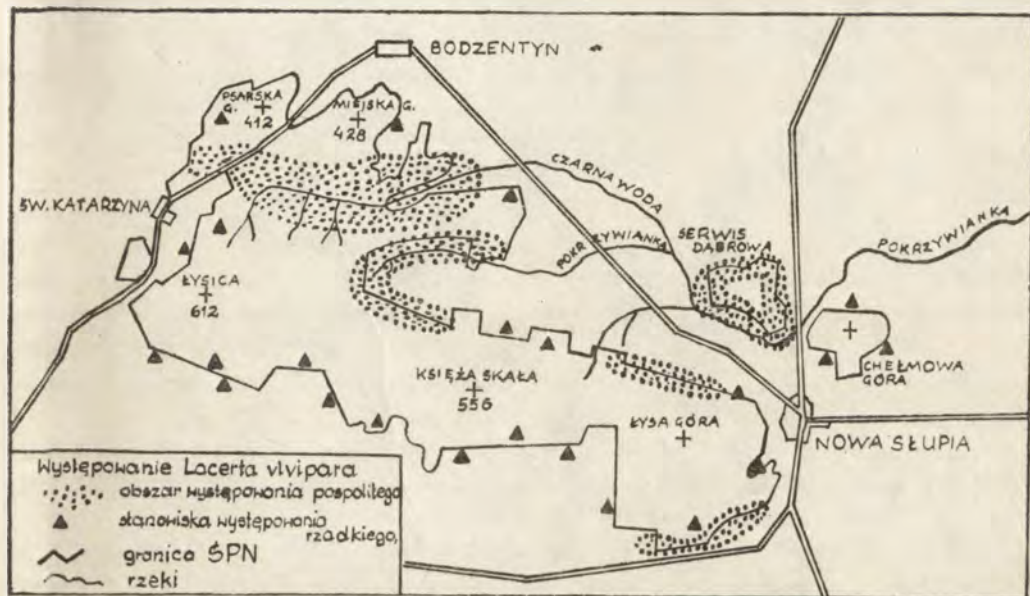 BODZENTYN
PSARSKA
G.
412
MIEJSKA G.
428
CZARNA WODA
ŚW. KATARZYNA
POKRZYWIANKA
SERWIS
DĄBROWA
POKRZYWIANKA
ŁYSICA
612
CHEŁMOWA
GÓRA
KSIĘŻA SKAŁA
556
ŁYSA GÓRA
NOWA SŁUPIA
Występowanie Lacerta vivipara
obszar występowania pospolitego
stanowiska występowania
rzadkiego,
granica ŚPN
rzeki